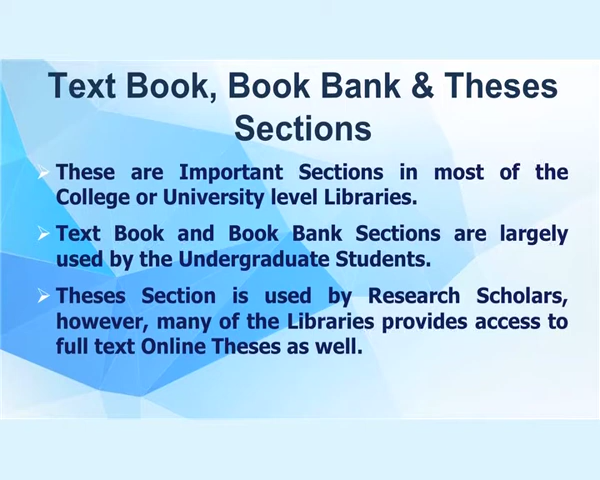 Text Book, Book Bank & Theses
Sections
These are Important Sections in most of the
College or University level Libraries.
Text Book and Book Bank Sections are largely
used by the Undergraduate Students.
Theses Section is used by Research Scholars,
however, many of the Libraries provides access to
full text Online Theses as well.